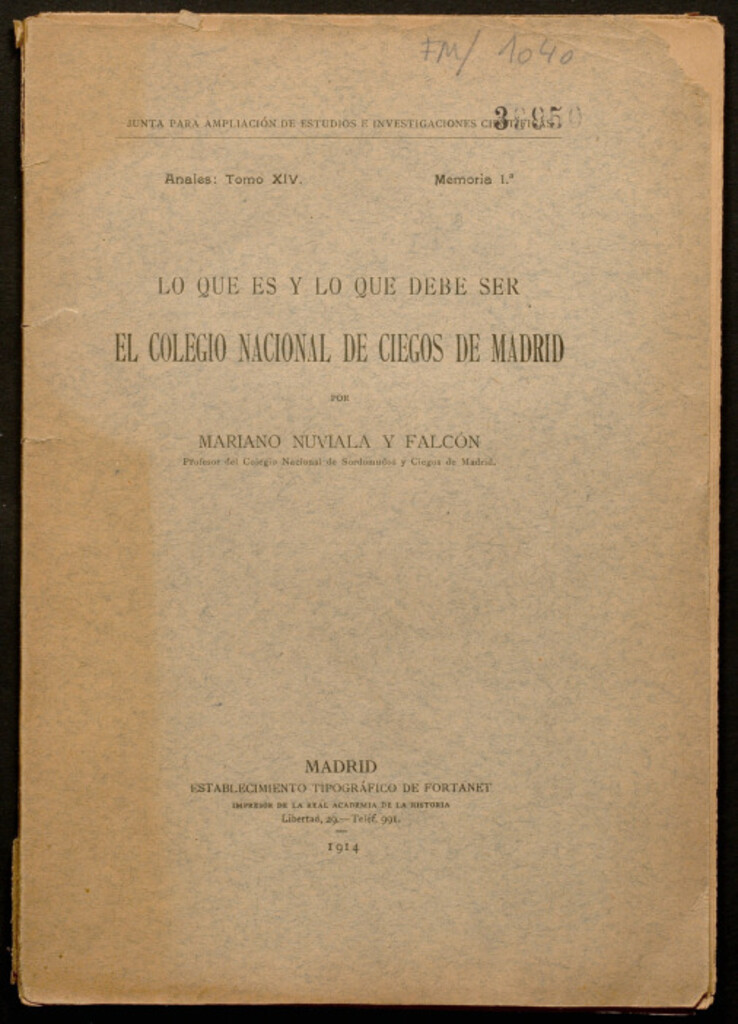 FM/ 1040
JUNTA PARA AMPLIACIÓN DE ESTUDIOS E INVESTIGACIONES CIENTÍFICAS
Anales: Tomo XIV. Memoria 1.ª
LO QUE ES Y LO QUE DEBE SER
EL COLEGIO NACIONAL DE CIEGOS DE MADRID
POR
MARIANO NUVIALA Y FALCÓN
Profesor del Colegio Nacional de Sordomudos y Ciegos de Madrid.
MADRID
ESTABLECIMIENTO TIPOGRÁFICO DE FORTANET
IMPRESOR DE LA REAL ACADEMIA DE LA HISTORIA
Libertad, 29.—Teléf. 991.
1914